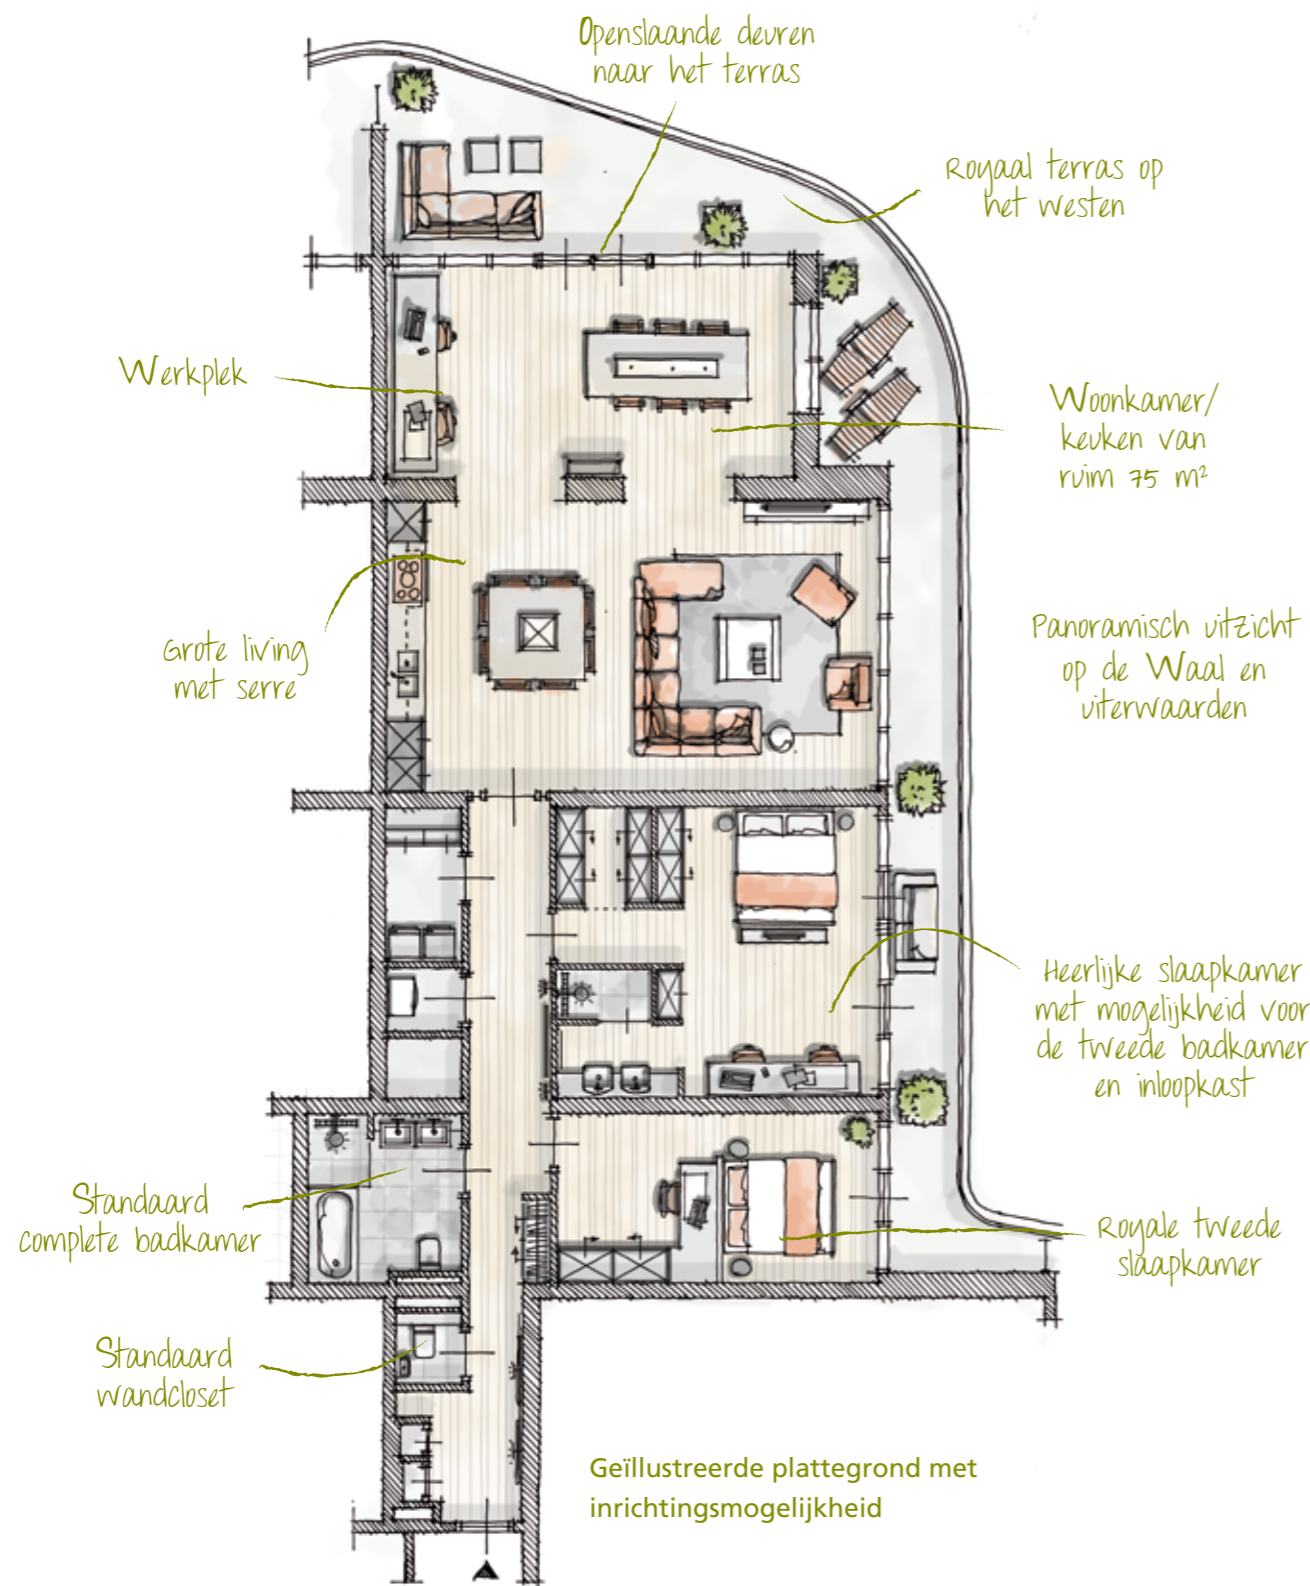 Openslaande deuren
naar het terras
Royaal terras op
het westen
Werkplek
Woonkamer/
keuken van
ruim 75 m²
Grote living
met serre
Panoramisch uitzicht
op de Waal en
uiterwaarden
Heerlijke slaapkamer
met mogelijkheid voor
de tweede badkamer
en inloopkast
Standaard
complete badkamer
Royale tweede
slaapkamer
Standaard
wandcloset
Geïllustreerde plattegrond met
inrichtingsmogelijkheid